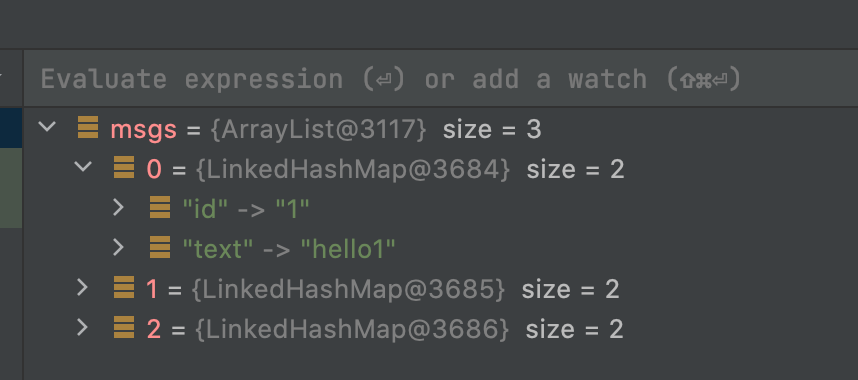 Evaluate expression (⏎) or add a watch (⇧⌘⏎)
msgs = {ArrayList@3117} size = 3
0 = {LinkedHashMap@3684} size = 2
"id" -> "1"
"text" -> "hello1"
1 = {LinkedHashMap@3685} size = 2
2 = {LinkedHashMap@3686} size = 2